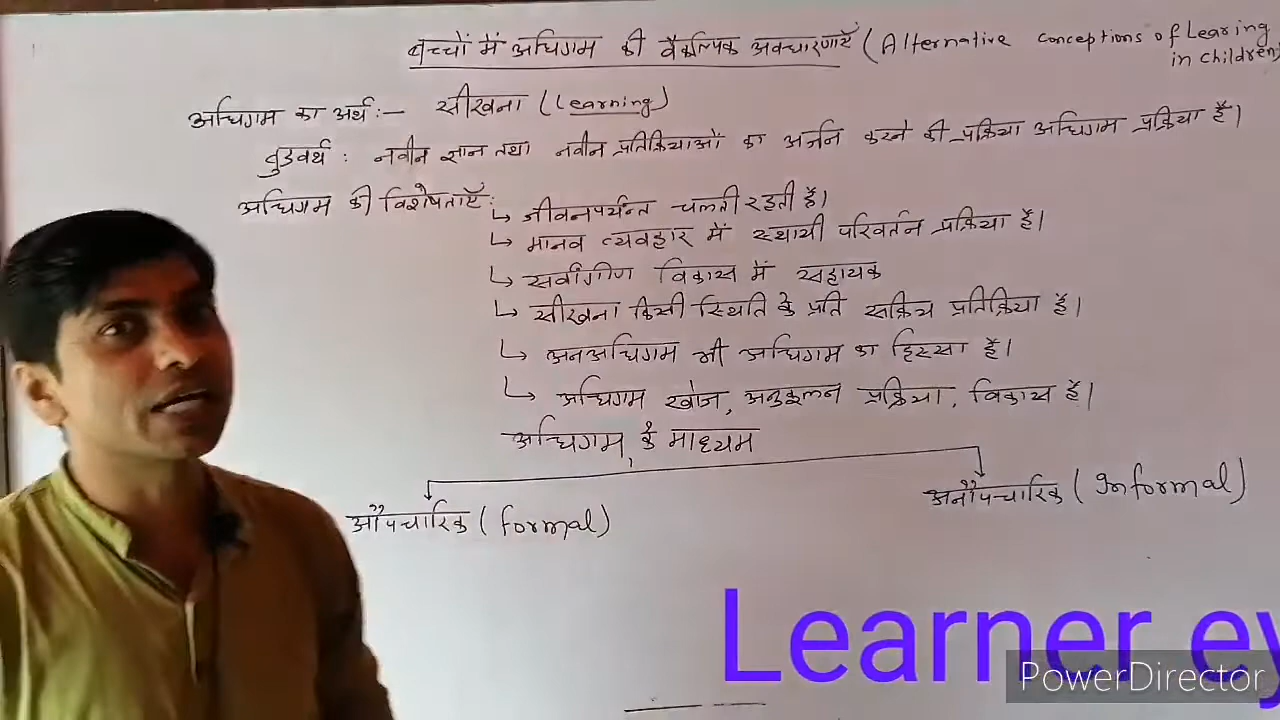 बच्चों में अधिगम की वैकल्पिक अवधारणाएँ (Alternative conceptions of Learing in children)
अधिगम का अर्थ :— सीखना (Learning)
वुडवर्थ : नवीन ज्ञान तथा नवीन प्रतिक्रियाओं का अर्जन करने की प्रक्रिया अधिगम प्रक्रिया है।
अधिगम की विशेषताएँ :
↳ जीवनपर्यन्त चलती रहती है।
↳ मानव व्यवहार में स्थायी परिवर्तन प्रक्रिया है।
↳ सर्वांगीण विकास में सहायक
↳ सीखना किसी स्थिति के प्रति सक्रिय प्रतिक्रिया है।
↳ अनअधिगम भी अधिगम का हिस्सा है।
↳ अधिगम खोज, अनुकूलन प्रक्रिया, विकास है।
अधिगम के माध्यम
औपचारिक (formal)
अनौपचारिक (Informal)
Learner ey
PowerDirector